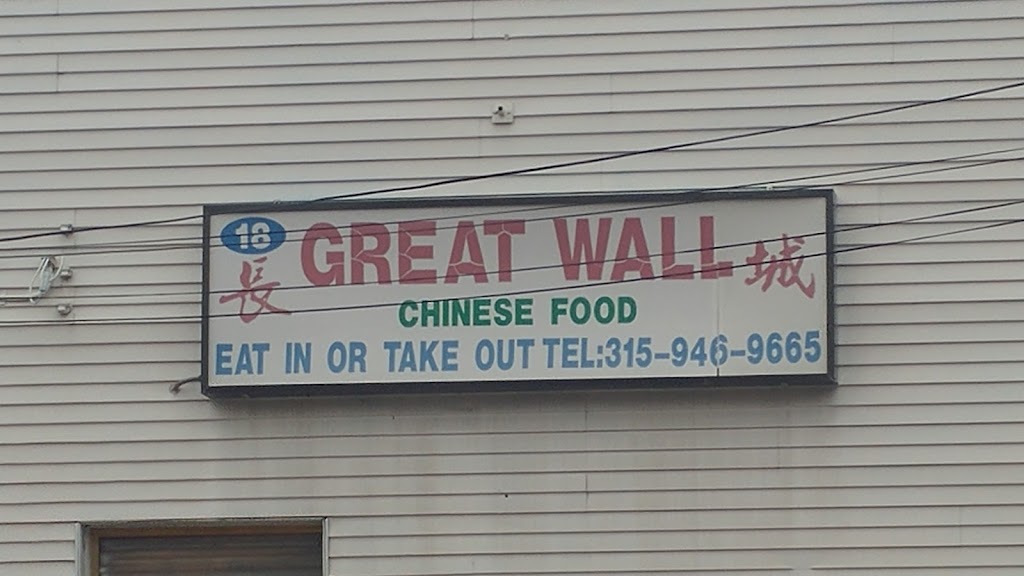 18
長 GREAT WALL 城
CHINESE FOOD
EAT IN OR TAKE OUT TEL:315-946-9665